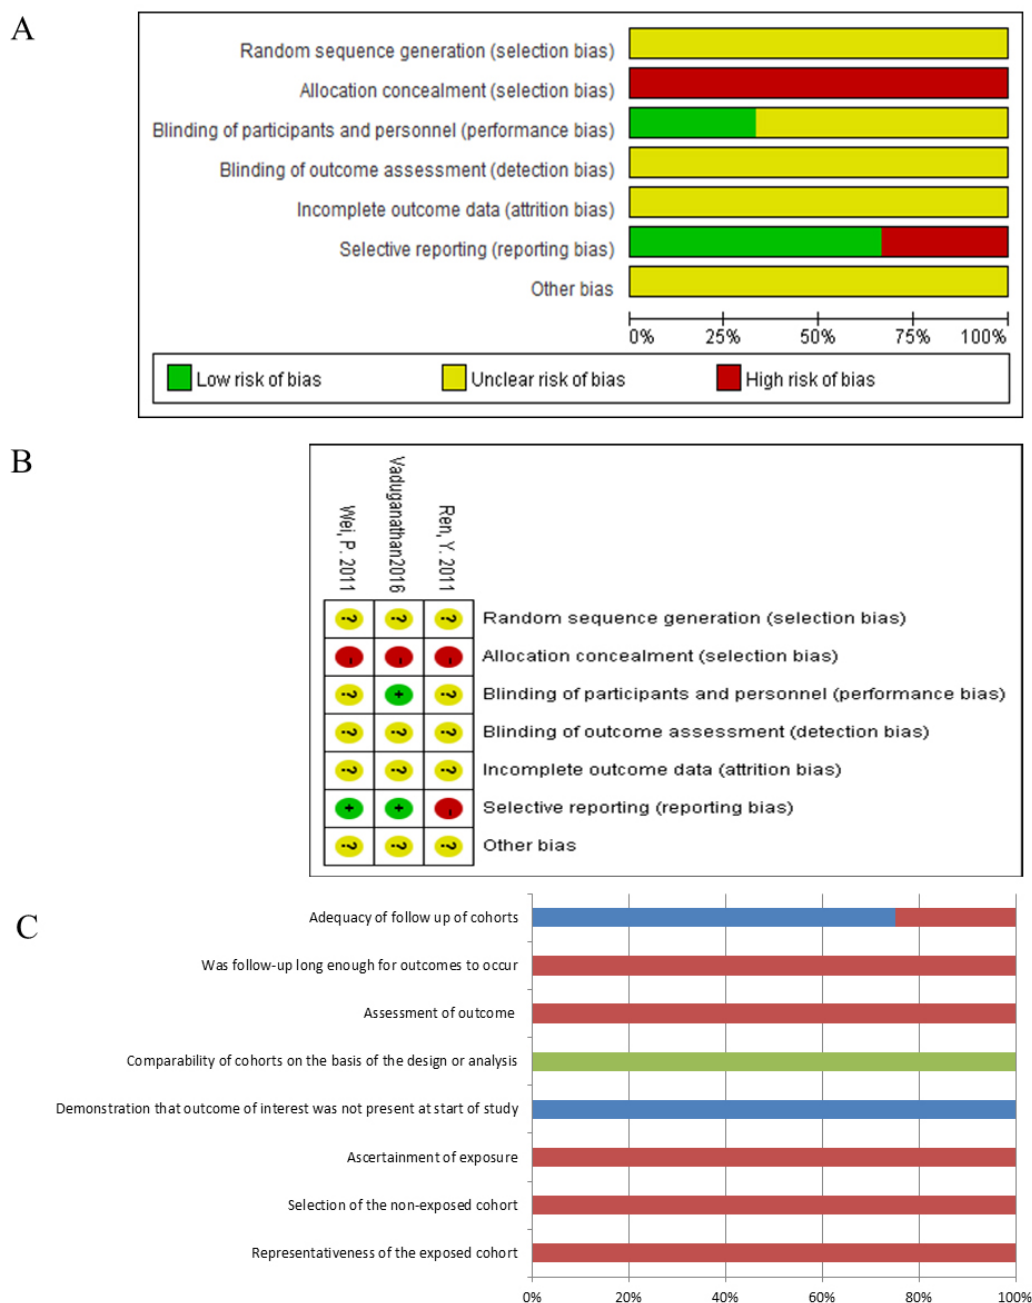 A
Random sequence generation (selection bias)
Allocation concealment (selection bias)
Blinding of participants and personnel (performance bias)
Blinding of outcome assessment (detection bias)
Incomplete outcome data (attrition bias)
Selective reporting (reporting bias)
Other bias
0% 25% 50% 75% 100%
Low risk of bias Unclear risk of bias High risk of bias
B
Wei, P. 2011
Vaduganathan2016
Ren, Y. 2011
? ? ? Random sequence generation (selection bias)
- - - Allocation concealment (selection bias)
? + ? Blinding of participants and personnel (performance bias)
? ? ? Blinding of outcome assessment (detection bias)
? ? ? Incomplete outcome data (attrition bias)
+ + - Selective reporting (reporting bias)
? ? ? Other bias
C
Adequacy of follow up of cohorts
Was follow-up long enough for outcomes to occur
Assessment of outcome
Comparability of cohorts on the basis of the design or analysis
Demonstration that outcome of interest was not present at start of study
Ascertainment of exposure
Selection of the non-exposed cohort
Representativeness of the exposed cohort
0% 20% 40% 60% 80% 100%